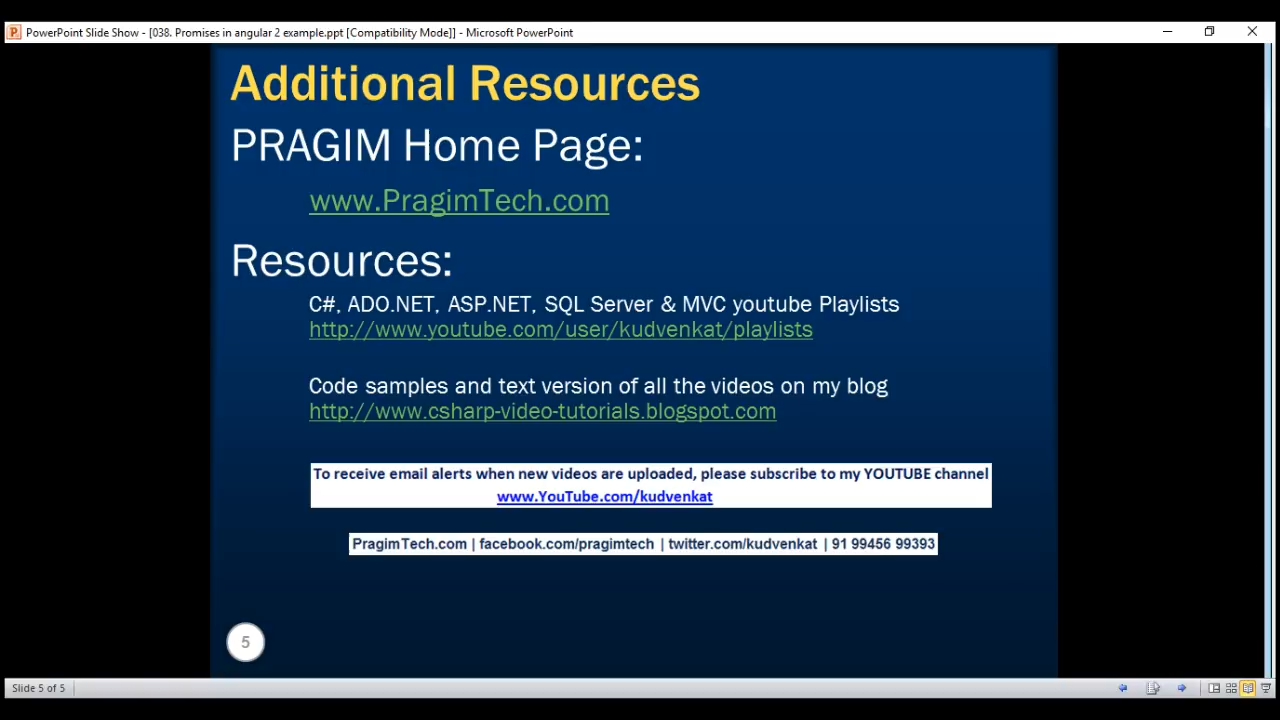 PowerPoint Slide Show - [038. Promises in angular 2 example.ppt [Compatibility Mode]] - Microsoft PowerPoint
Additional Resources
PRAGIM Home Page:
www.PragimTech.com
Resources:
C#, ADO.NET, ASP.NET, SQL Server & MVC youtube Playlists
http://www.youtube.com/user/kudvenkat/playlists
Code samples and text version of all the videos on my blog
http://www.csharp-video-tutorials.blogspot.com
To receive email alerts when new videos are uploaded, please subscribe to my YOUTUBE channel
www.YouTube.com/kudvenkat
PragimTech.com | facebook.com/pragimtech | twitter.com/kudvenkat | 91 99456 99393
5
Slide 5 of 5